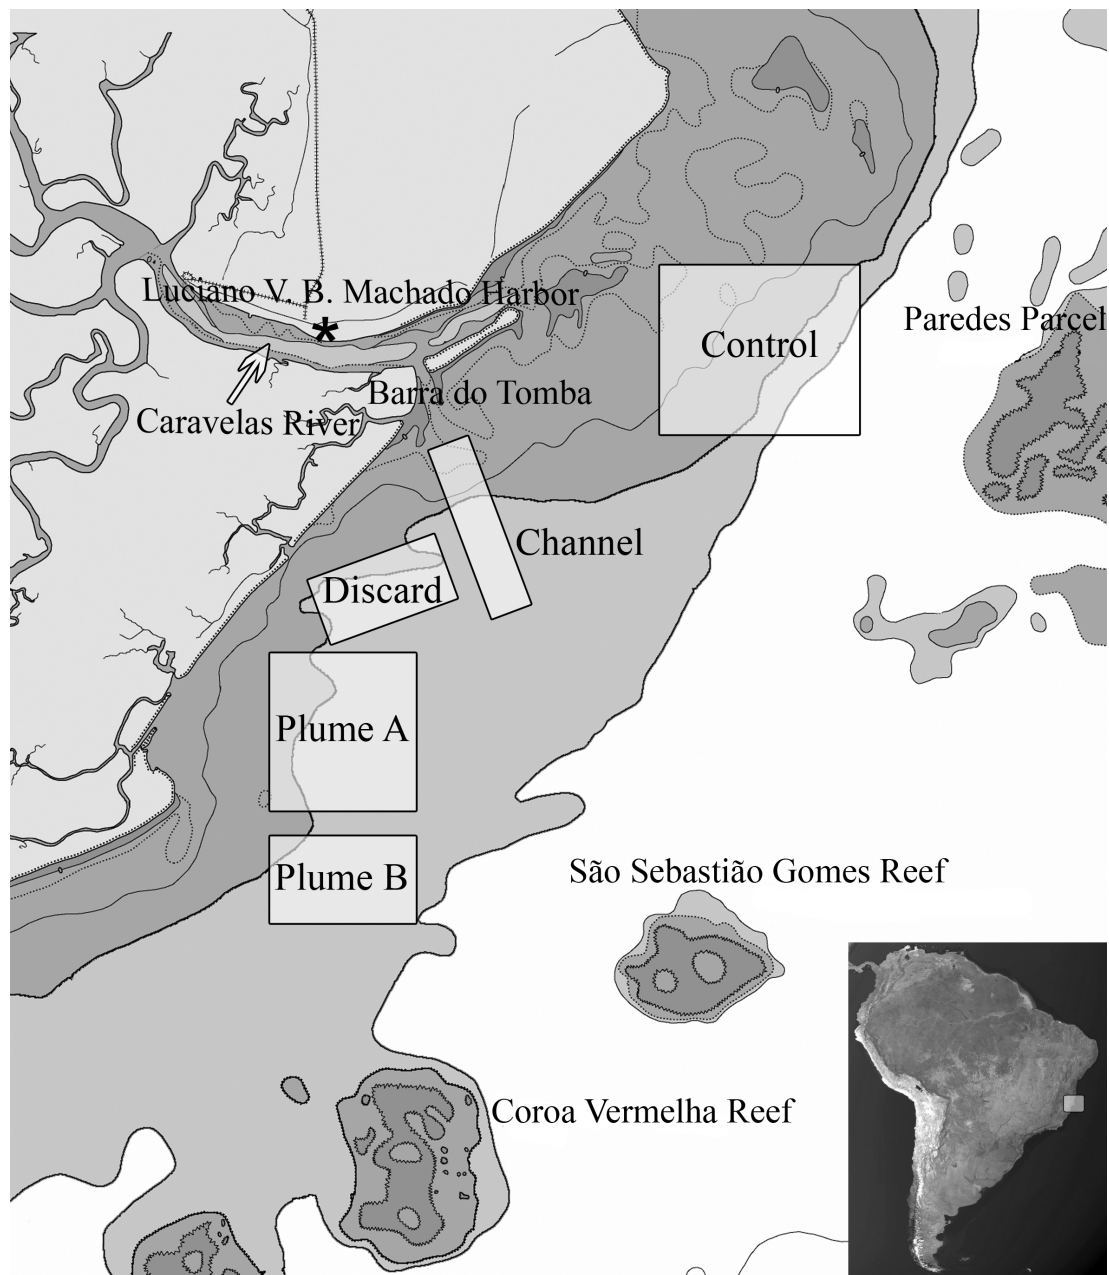 Luciano V. B. Machado Harbor
*
Control
Paredes Parcel
Barra do Tomba
Caravelas River
Channel
Discard
Plume A
Plume B
São Sebastião Gomes Reef
Coroa Vermelha Reef